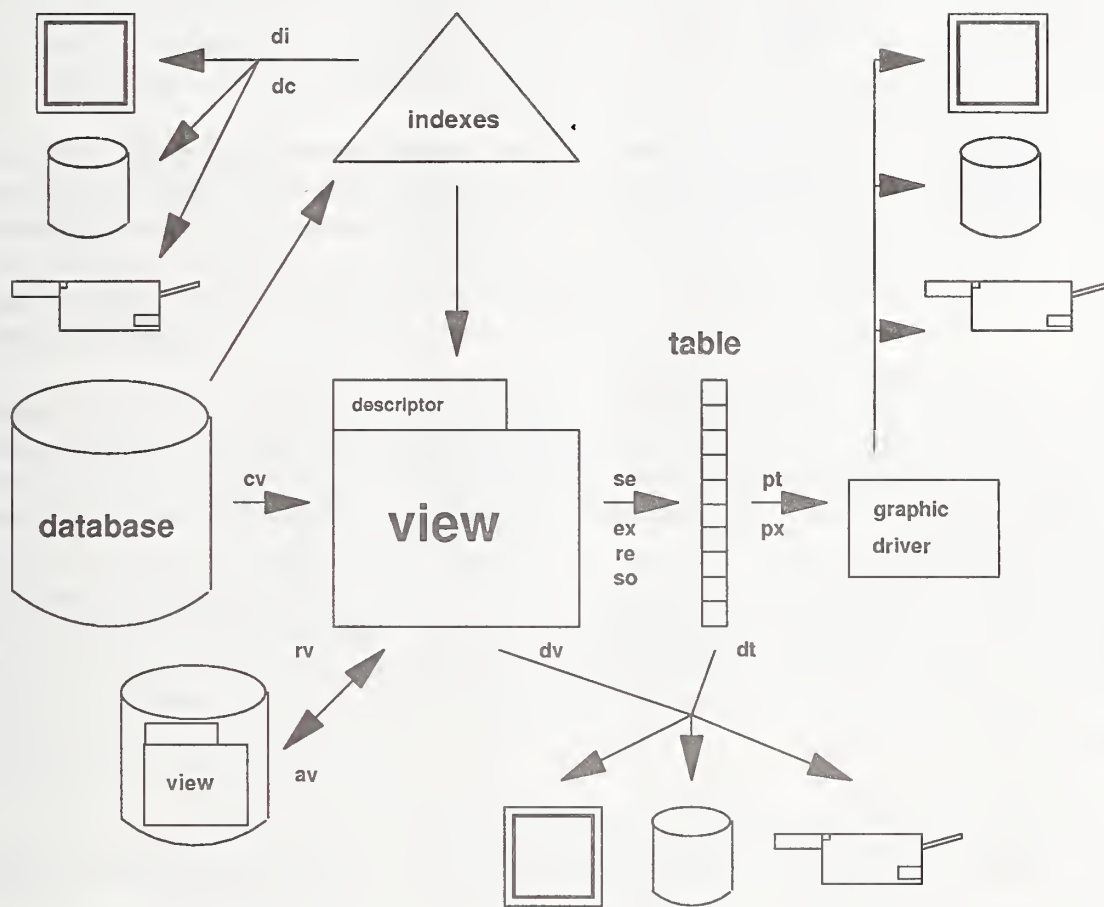 di
dc
indexes
table
descriptor
database
cv
view
se
ex
re
so
pt
px
graphic
driver
rv
dv
dt
view
av